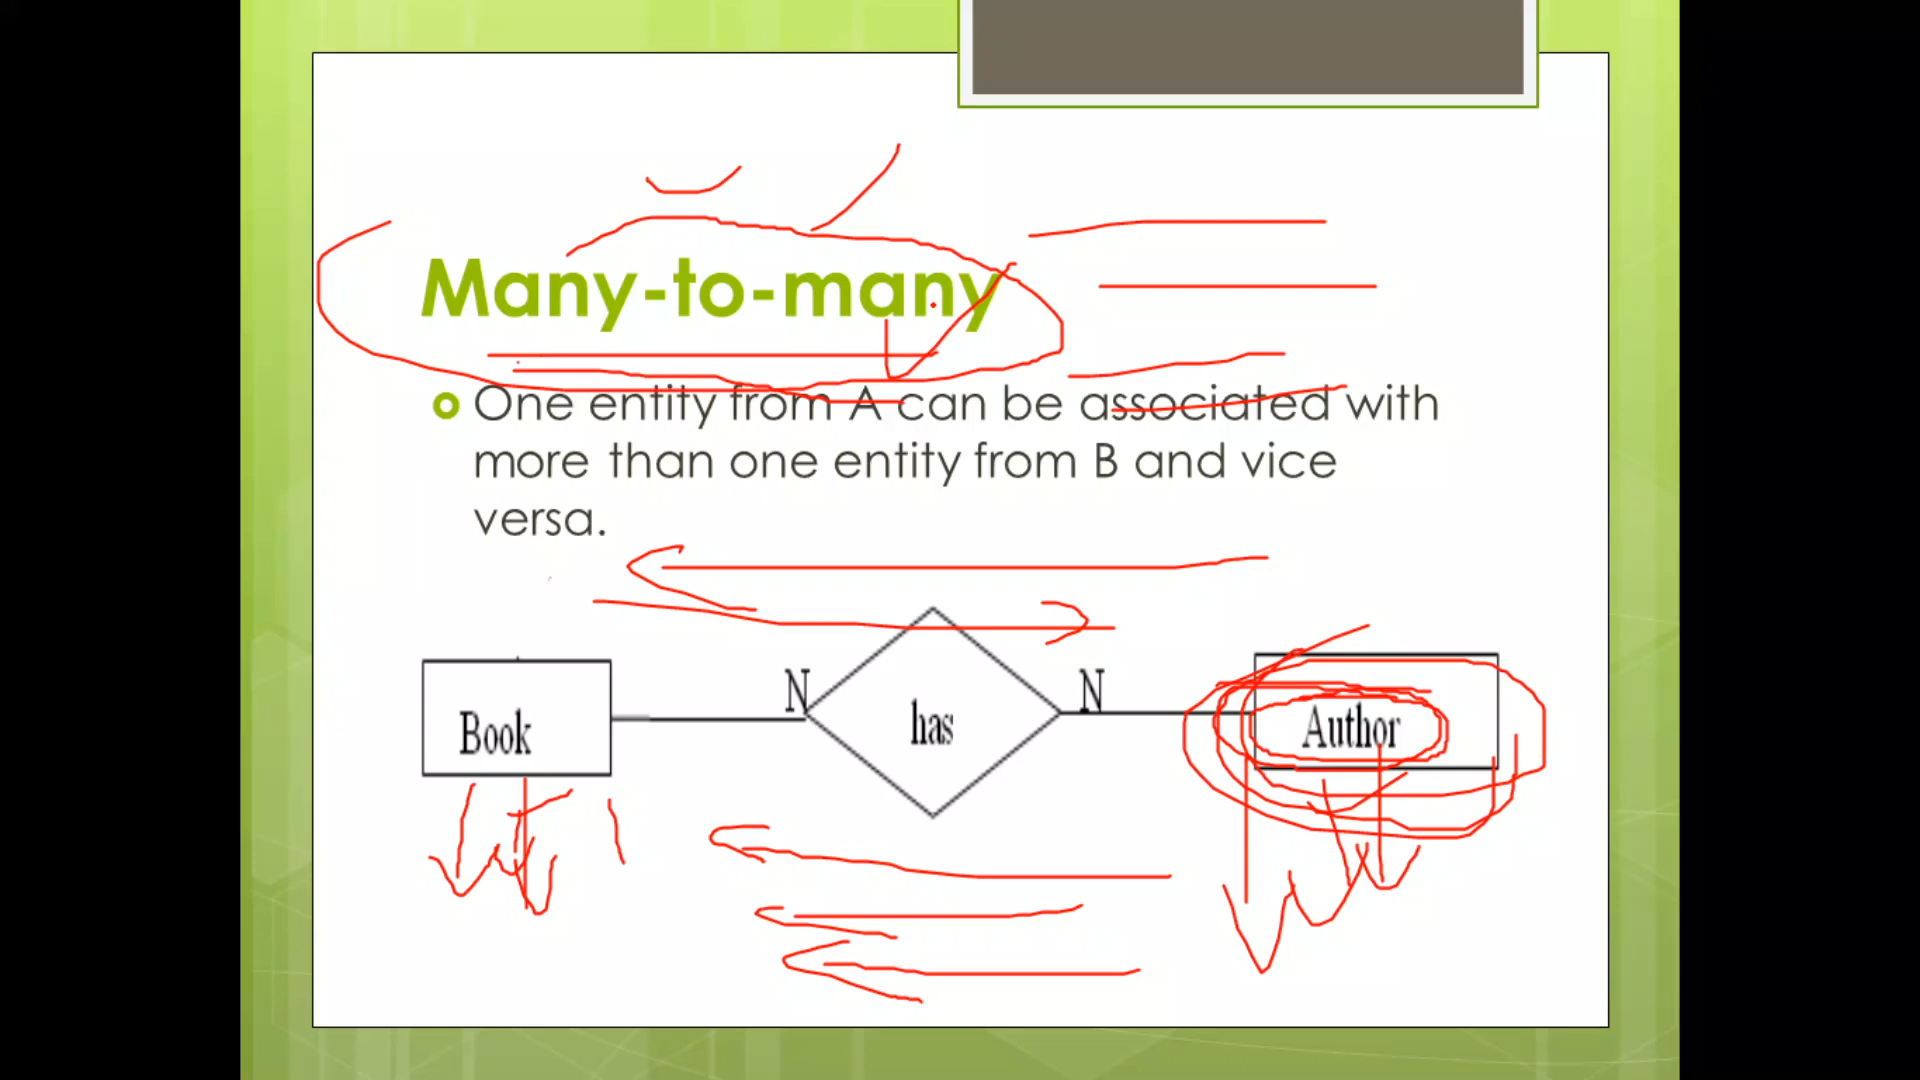 Many-to-many
One entity from A can be associated with
more than one entity from B and vice
versa.
N
N
Book
has
Author